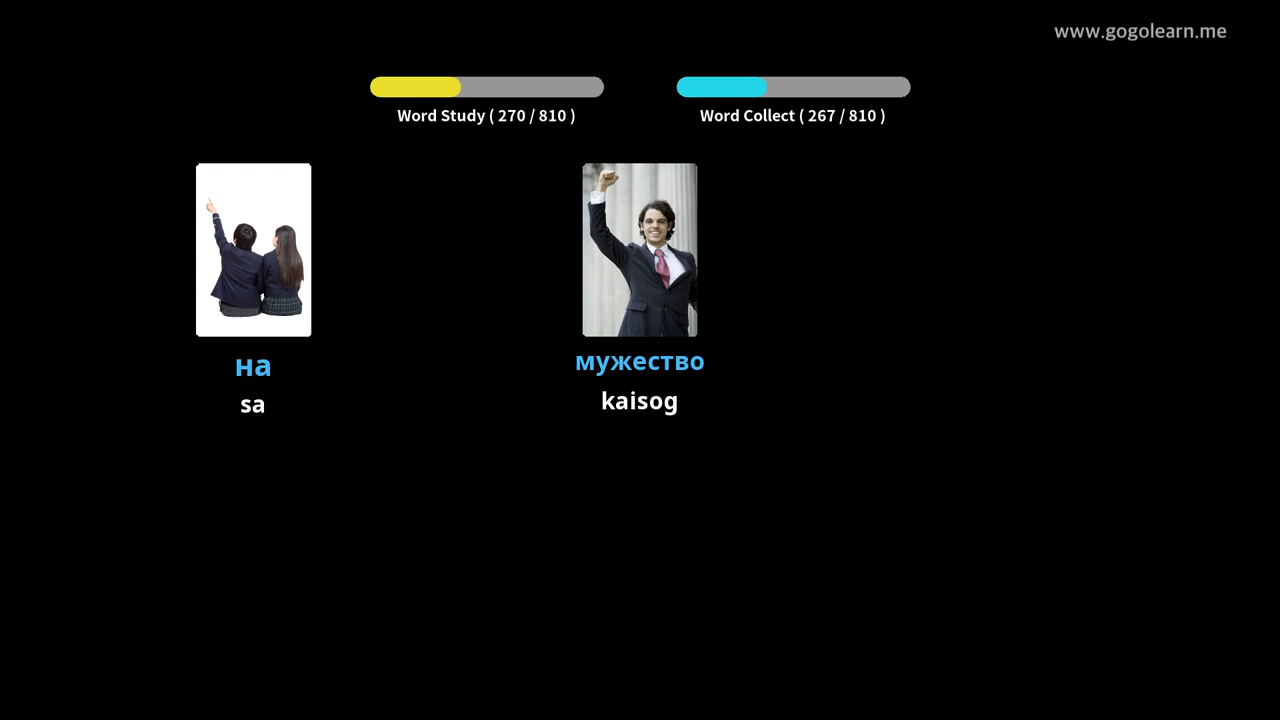 www.gogolearn.me
Word Study ( 270 / 810 )
Word Collect ( 267 / 810 )
на
sa
мужество
kaisog